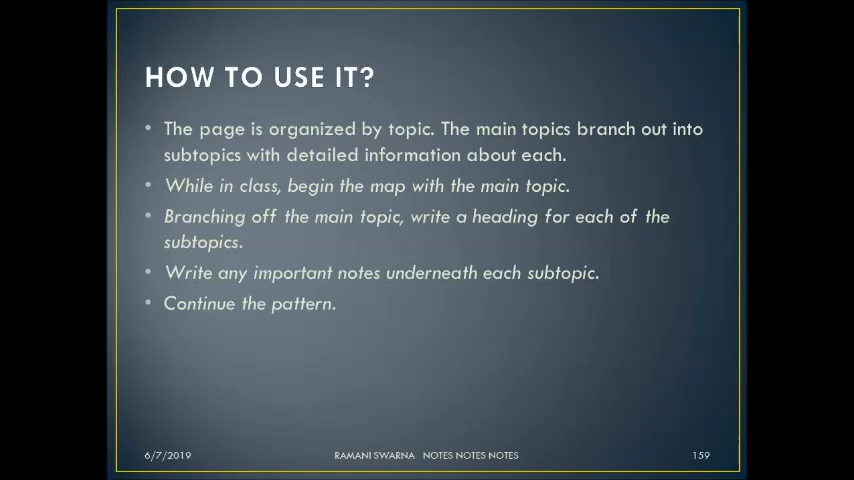 HOW TO USE IT?
• The page is organized by topic. The main topics branch out into
subtopics with detailed information about each.
• While in class, begin the map with the main topic.
• Branching off the main topic, write a heading for each of the
subtopics.
• Write any important notes underneath each subtopic.
• Continue the pattern.
6/7/2019 RAMANI SWARNA NOTES NOTES NOTES 159